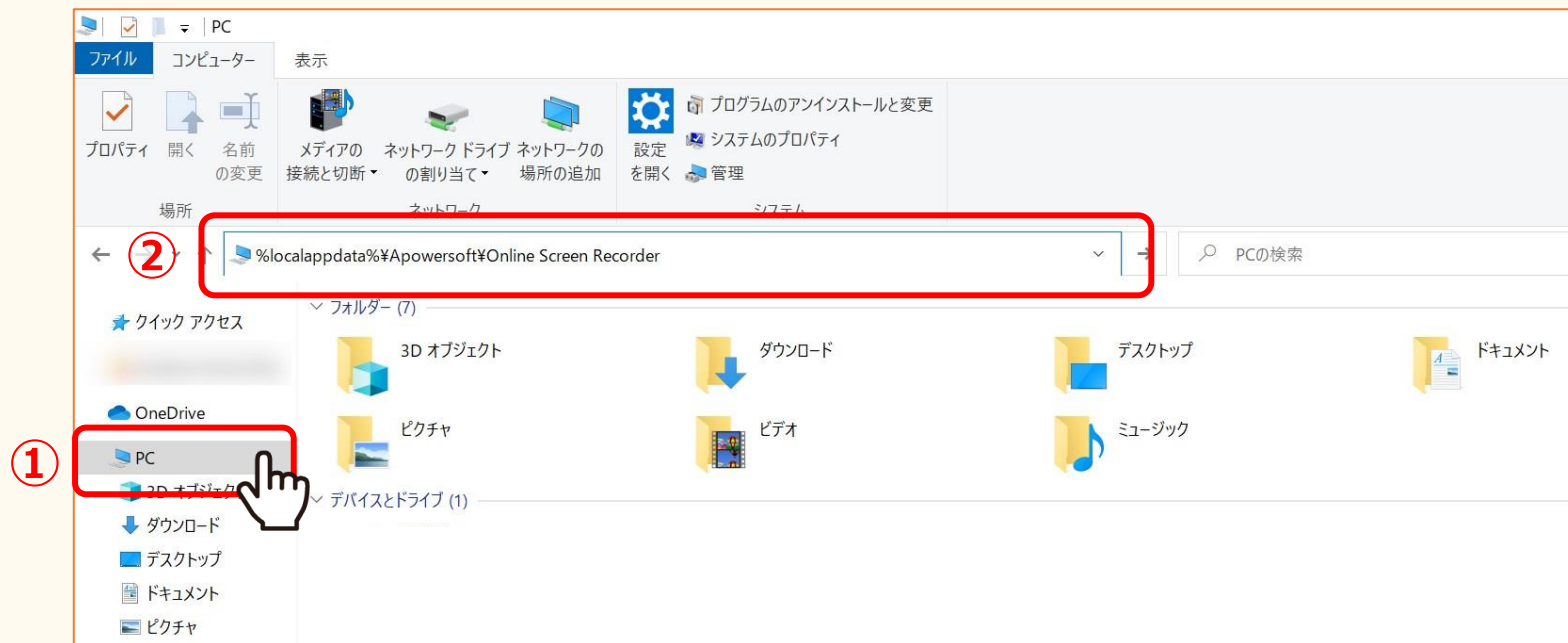 PC
ファイル コンピューター 表示
プロパティ 開く 名前の変更
メディアの接続と切断 ネットワーク ドライブの割り当て ネットワークの場所の追加
設定を開く プログラムのアンインストールと変更
システムのプロパティ
管理
場所 ネットワーク システム
②
%localappdata%¥Apowersoft¥Online Screen Recorder
PCの検索
クイック アクセス
OneDrive
①
PC
3D オブジェク
ダウンロード
デスクトップ
ドキュメント
ピクチャ
フォルダー (7)
3D オブジェクト ダウンロード デスクトップ ドキュメント
ピクチャ ビデオ ミュージック
デバイスとドライブ (1)